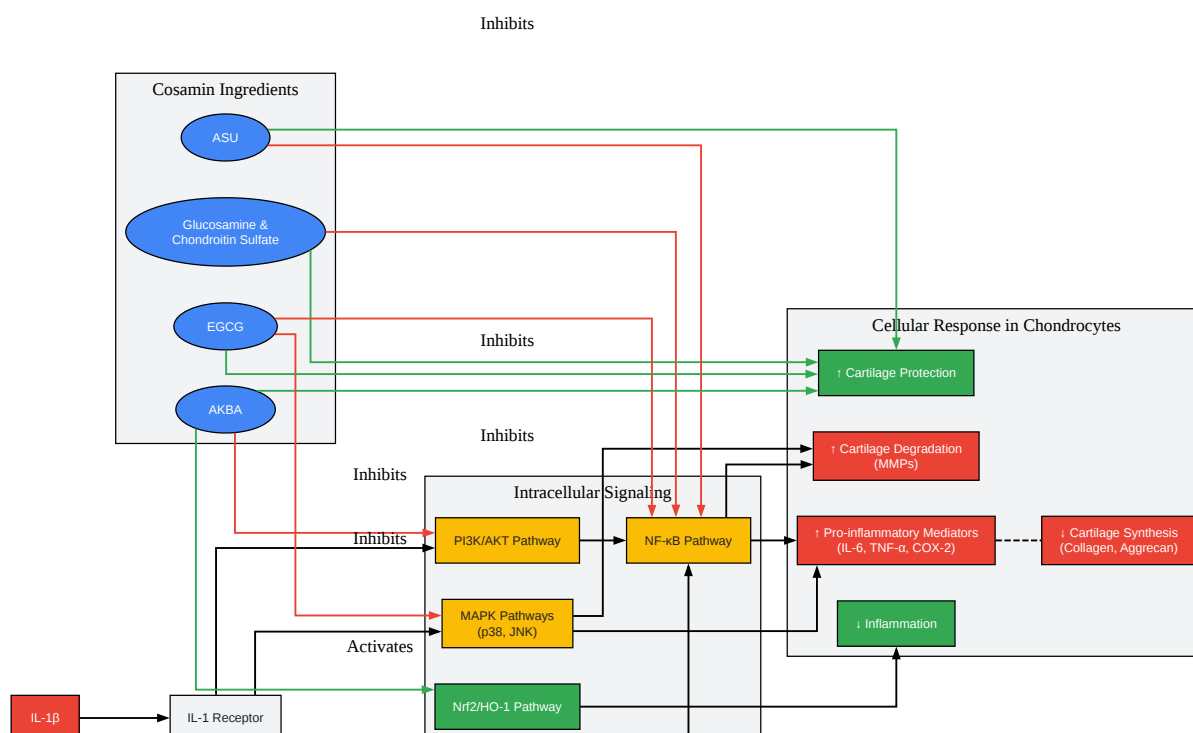 Inhibits
Cosamin Ingredients
ASU
Glucosamine &
Chondroitin Sulfate
EGCG
AKBA
Inhibits
Inhibits
Inhibits
Inhibits
Activates
Cellular Response in Chondrocytes
↑ Cartilage Protection
↑ Cartilage Degradation
(MMPs)
↑ Pro-inflammatory Mediators
(IL-6, TNF-α, COX-2)
↓ Cartilage Synthesis
(Collagen, Aggrecan)
↓ Inflammation
Intracellular Signaling
PI3K/AKT Pathway
NF-κB Pathway
MAPK Pathways
(p38, JNK)
Nrf2/HO-1 Pathway
IL-1β
IL-1 Receptor